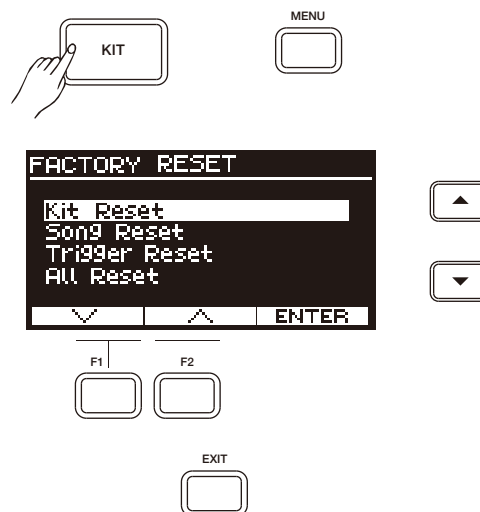 KIT
MENU
FACTORY RESET
Kit Reset
Song Reset
Trigger Reset
All Reset
ENTER
F1
F2
EXIT